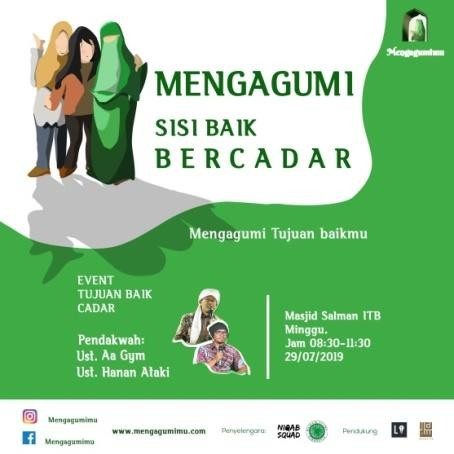 Mengagumimu
MENGAGUMI
SISI BAIK
BERCADAR
Mengagumi Tujuan baikmu
EVENT
TUJUAN BAIK
CADAR
Pendakwah:
Ust. Aa Gym
Ust. Hanan Ataki
Masjid Salman ITB
Minggu.
Jam 08:30-11:30
29/07/2019
Mengagumimu
Mengagumimu
www.mengagumimu.com
Penyelengara:
NIQAB
SQUAD
Pendukung